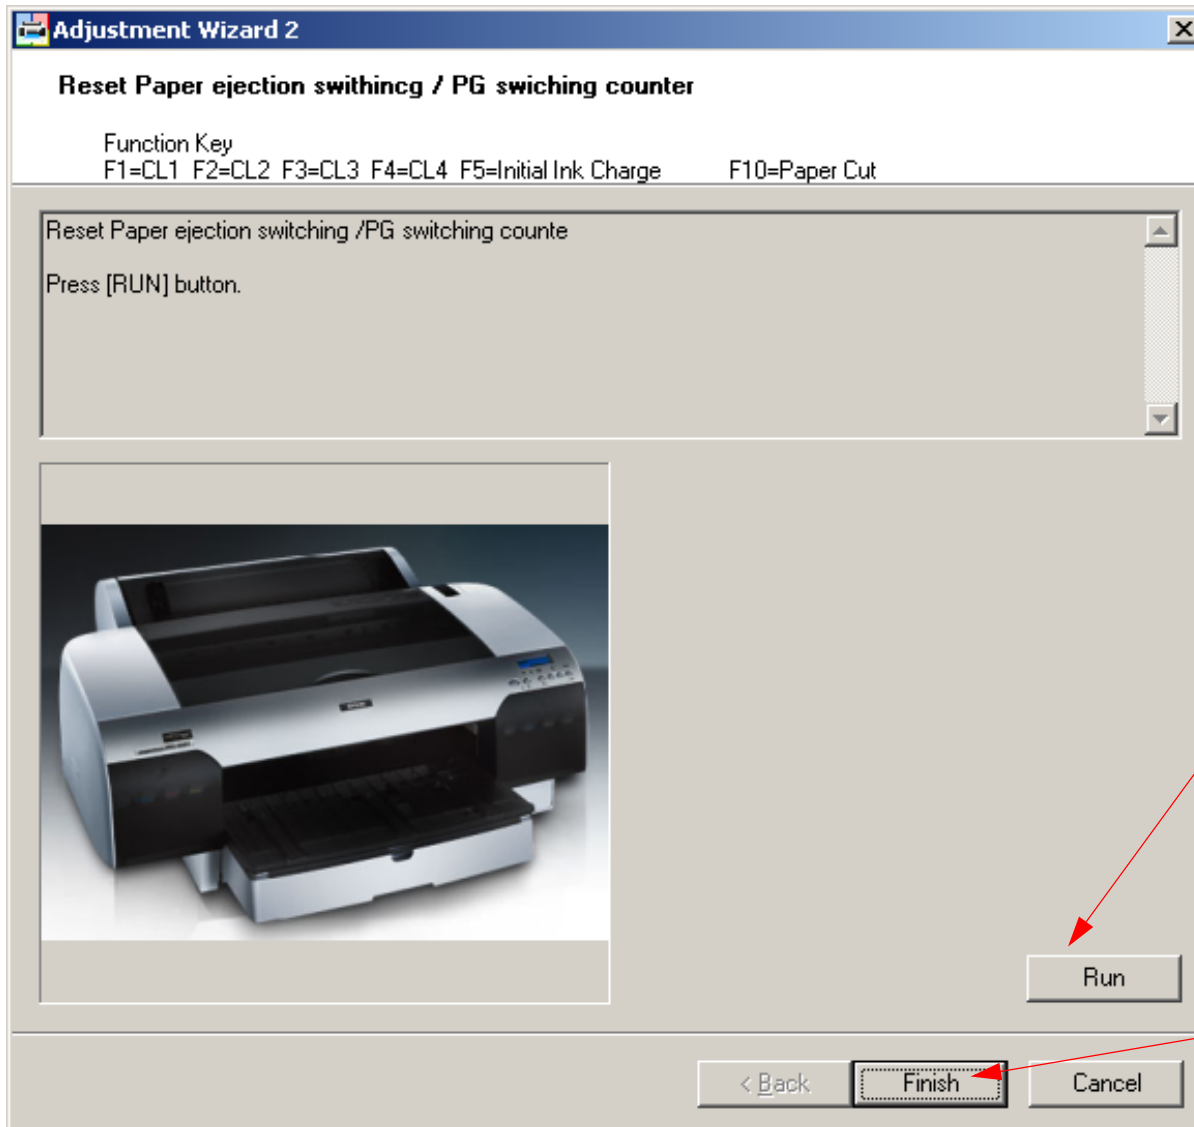 Adjustment Wizard 2
Reset Paper ejection swithincg / PG swiching counter
Function Key
F1=CL1 F2=CL2 F3=CL3 F4=CL4 F5=Initial Ink Charge F10=Paper Cut
Reset Paper ejection switching /PG switching counte
Press [RUN] button.
Run
< Back
Finish
Cancel